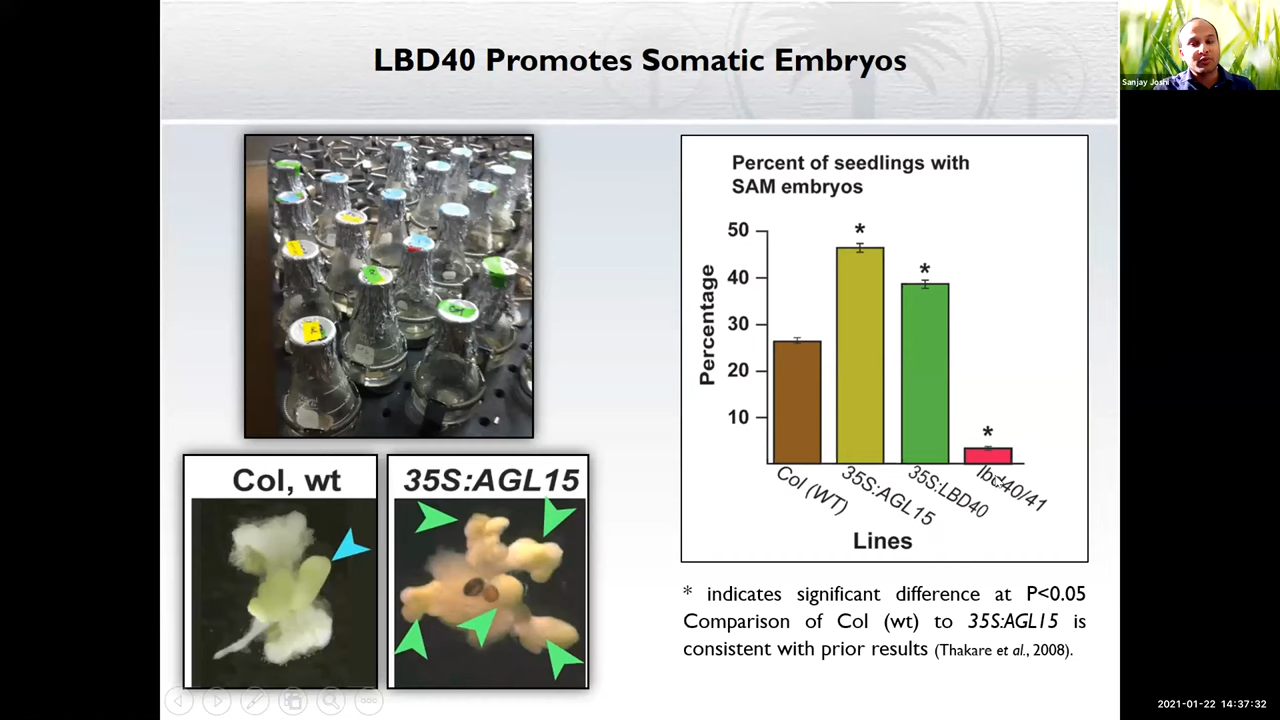 LBD40 Promotes Somatic Embryos
Sanjay Joshi
Col, wt
35S:AGL15
Percent of seedlings with
SAM embryos
50
40
30
20
10
Percentage
Col (WT)
35S:AGL15
35S:LBD40
lbd40/41
Lines
* indicates significant difference at P<0.05
Comparison of Col (wt) to 35S:AGL15 is
consistent with prior results (Thakare et al., 2008).
2021-01-22 14:37:32